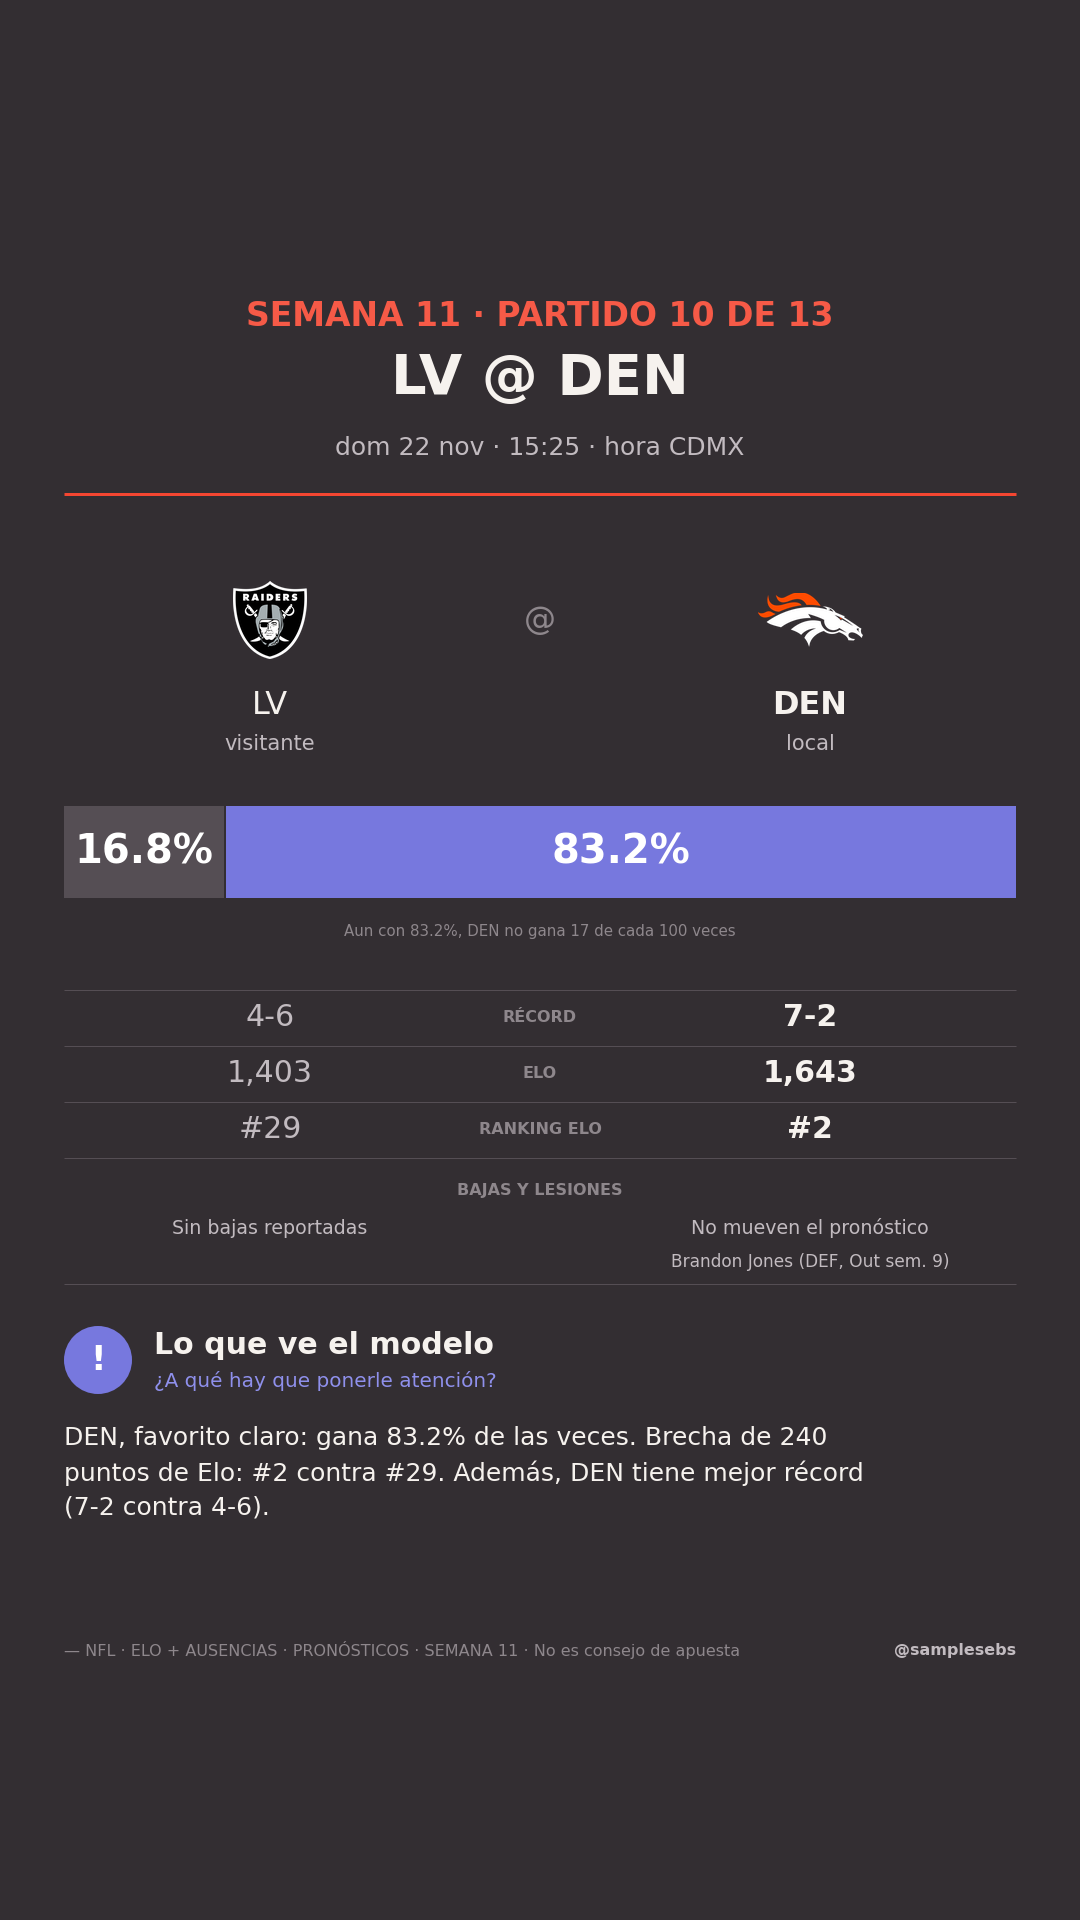 SEMANA 11 · PARTIDO 10 DE 13
LV @ DEN
dom 22 nov · 15:25 · hora CDMX
RAIDERS
@
LV
DEN
visitante
local
16.8%
83.2%
Aun con 83.2%, DEN no gana 17 de cada 100 veces
4-6 RÉCORD 7-2
1,403 ELO 1,643
#29 RANKING ELO #2
BAJAS Y LESIONES
Sin bajas reportadas
No mueven el pronóstico
Brandon Jones (DEF, Out sem. 9)
!
Lo que ve el modelo
¿A qué hay que ponerle atención?
DEN, favorito claro: gana 83.2% de las veces. Brecha de 240
puntos de Elo: #2 contra #29. Además, DEN tiene mejor récord
(7-2 contra 4-6).
— NFL · ELO + AUSENCIAS · PRONÓSTICOS · SEMANA 11 · No es consejo de apuesta
@samplesebs